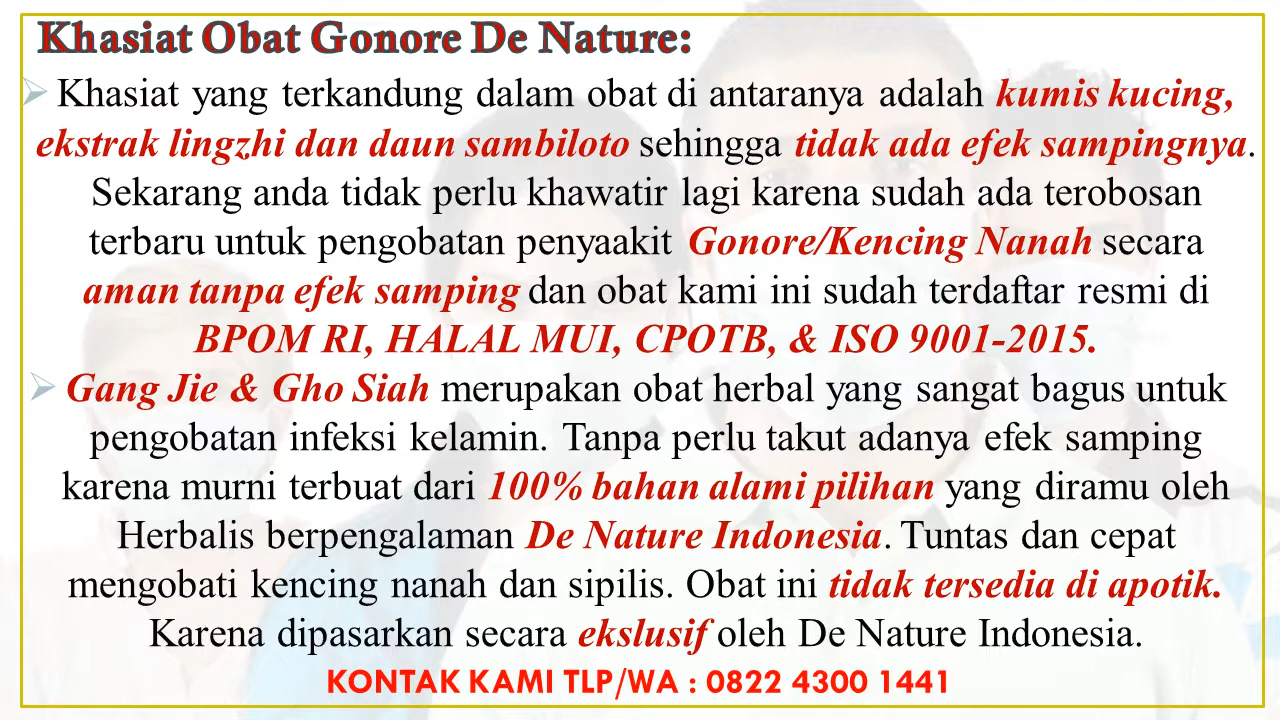 Khasiat Obat Gonore De Nature:
Khasiat yang terkandung dalam obat di antaranya adalah kumis kucing,
ekstrak lingzhi dan daun sambiloto sehingga tidak ada efek sampingnya.
Sekarang anda tidak perlu khawatir lagi karena sudah ada terobosan
terbaru untuk pengobatan penyaakit Gonore/Kencing Nanah secara
aman tanpa efek samping dan obat kami ini sudah terdaftar resmi di
BPOM RI, HALAL MUI, CPOTB, & ISO 9001-2015.
Gang Jie & Gho Siah merupakan obat herbal yang sangat bagus untuk
pengobatan infeksi kelamin. Tanpa perlu takut adanya efek samping
karena murni terbuat dari 100% bahan alami pilihan yang diramu oleh
Herbalis berpengalaman De Nature Indonesia. Tuntas dan cepat
mengobati kencing nanah dan sipilis. Obat ini tidak tersedia di apotik.
Karena dipasarkan secara ekslusif oleh De Nature Indonesia.
KONTAK KAMI TLP/WA : 0822 4300 1441